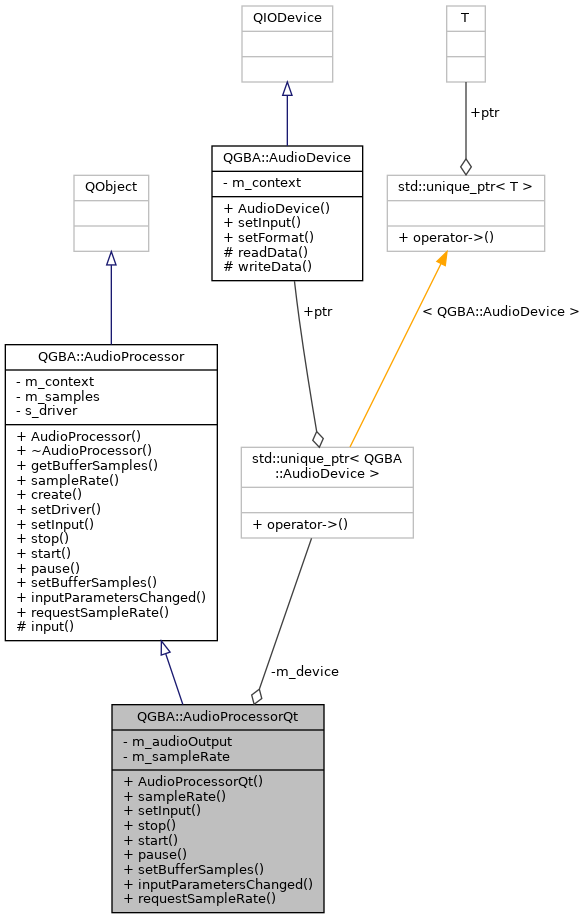 QIODevice
T
+ptr
QGBA::AudioDevice
- m_context
+ AudioDevice()
+ setInput()
+ setFormat()
# readData()
# writeData()
QObject
std::unique_ptr< T >
+ operator->()
+ptr
< QGBA::AudioDevice >
QGBA::AudioProcessor
- m_context
- m_samples
- s_driver
+ AudioProcessor()
+ ~AudioProcessor()
+ getBufferSamples()
+ sampleRate()
+ create()
+ setDriver()
+ setInput()
+ stop()
+ start()
+ pause()
+ setBufferSamples()
+ inputParametersChanged()
+ requestSampleRate()
# input()
std::unique_ptr< QGBA
::AudioDevice >
+ operator->()
-m_device
QGBA::AudioProcessorQt
- m_audioOutput
- m_sampleRate
+ AudioProcessorQt()
+ sampleRate()
+ setInput()
+ stop()
+ start()
+ pause()
+ setBufferSamples()
+ inputParametersChanged()
+ requestSampleRate()